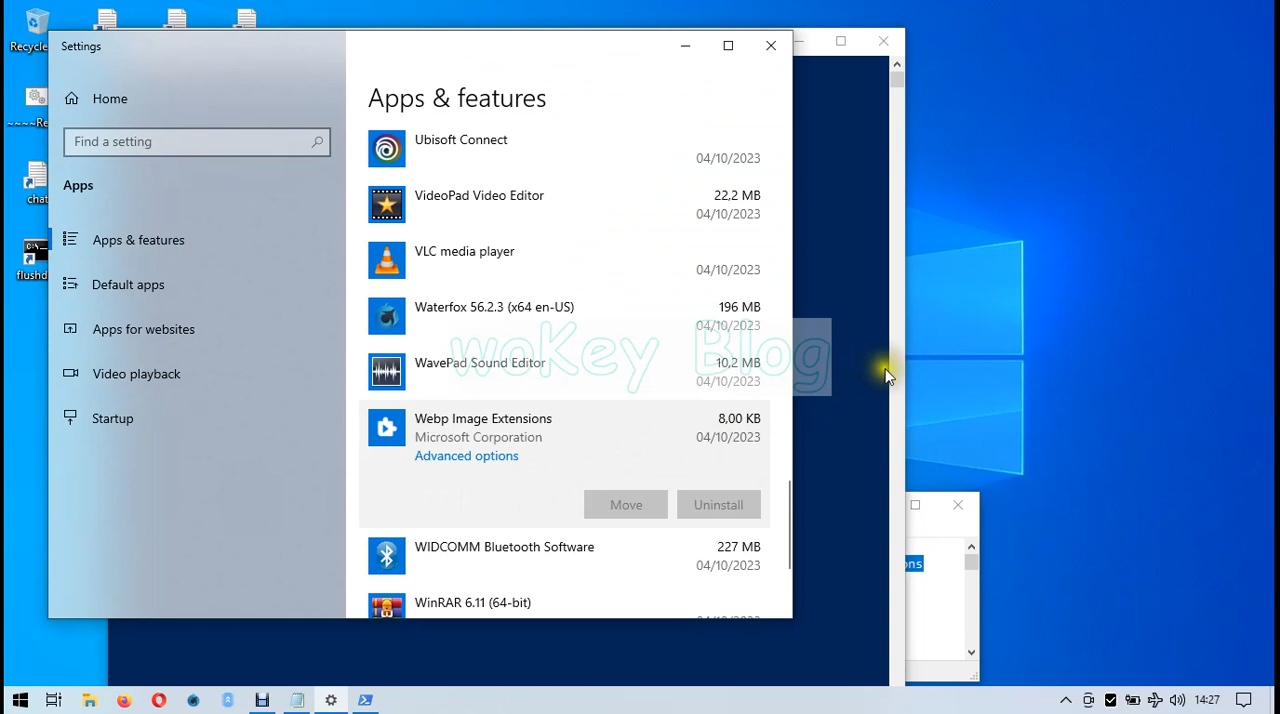 Recycle
~~~~Re
chat
flushd
Settings
Home
Find a setting
Apps
Apps & features
Default apps
Apps for websites
Video playback
Startup
Apps & features
Ubisoft Connect
04/10/2023
VideoPad Video Editor
22,2 MB
04/10/2023
VLC media player
04/10/2023
Waterfox 56.2.3 (x64 en-US)
196 MB
04/10/2023
WavePad Sound Editor
10,2 MB
04/10/2023
woKey Blog
Webp Image Extensions
8,00 KB
Microsoft Corporation
04/10/2023
Advanced options
Move
Uninstall
WIDCOMM Bluetooth Software
227 MB
04/10/2023
WinRAR 6.11 (64-bit)
ons
14:27